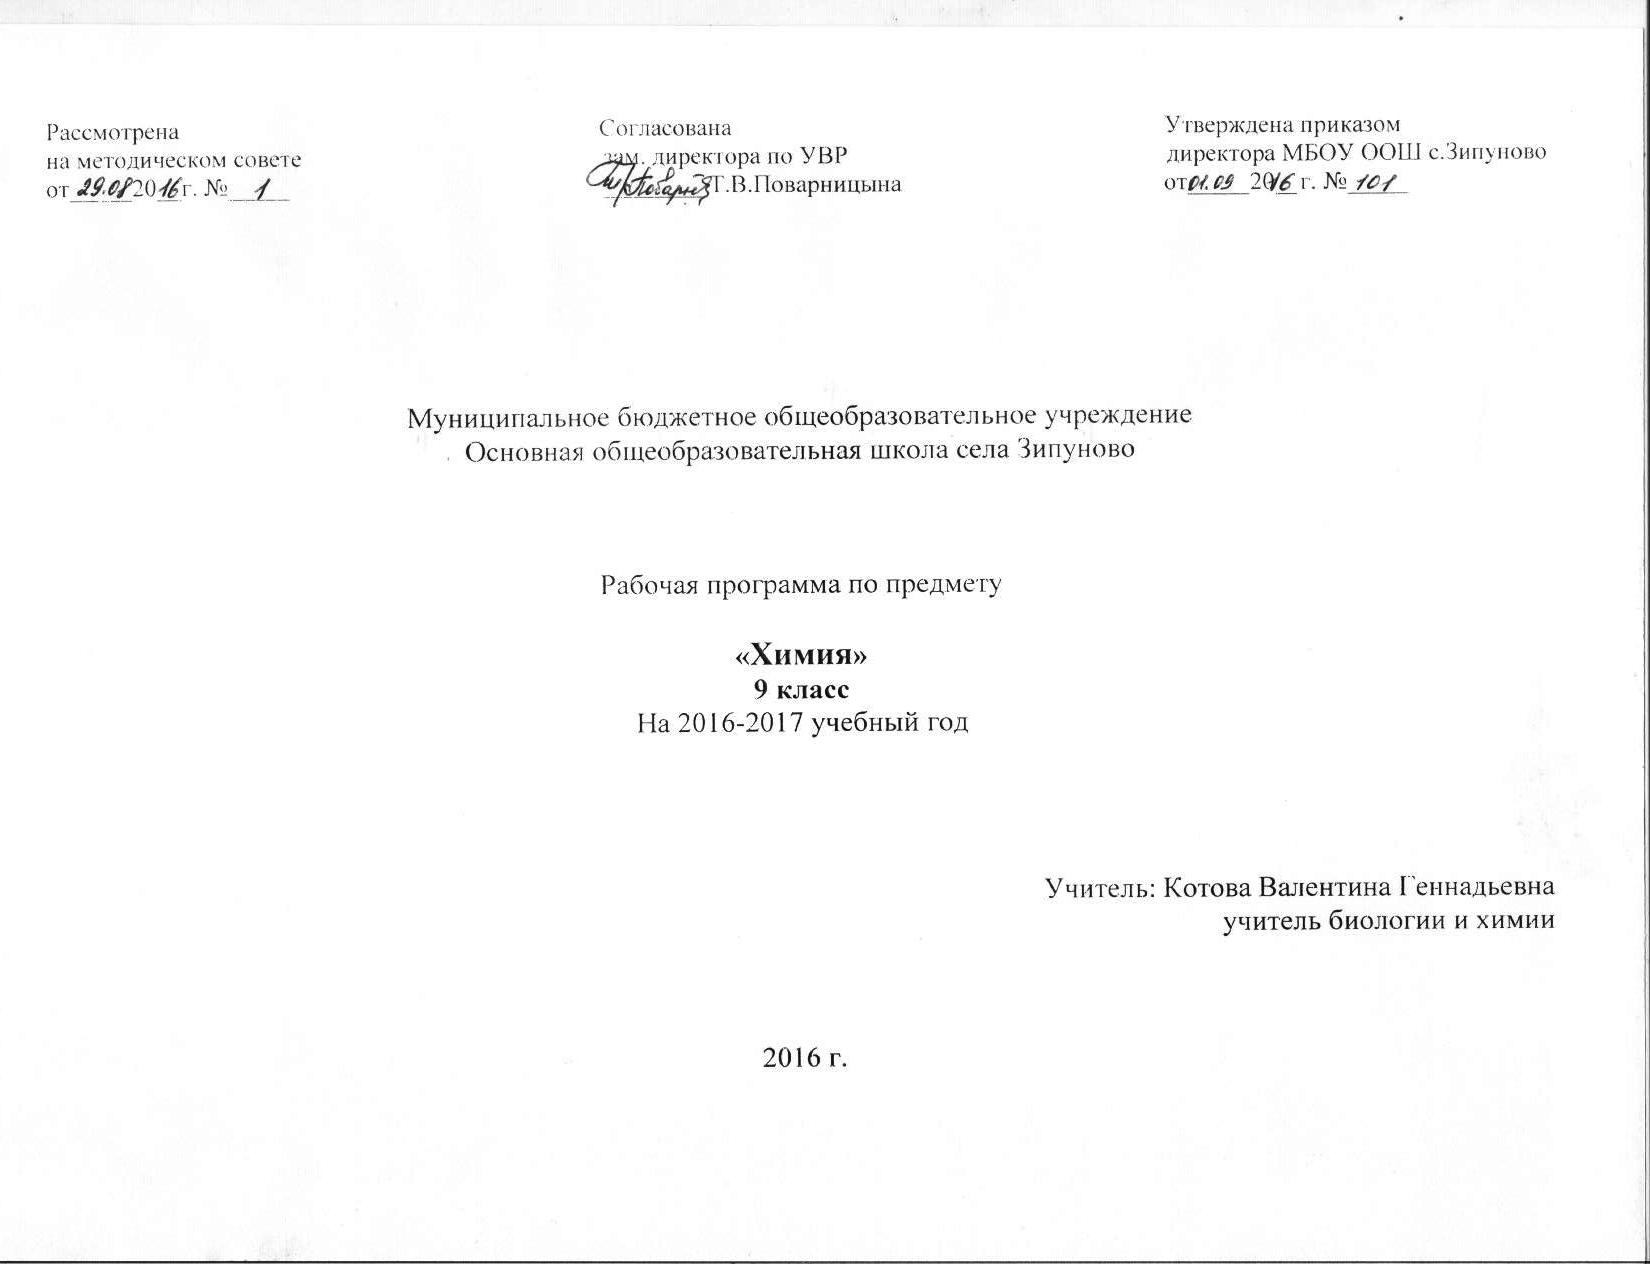 Рассмотрена
на методическом совете
от 29.08 2016 г. № 1
Согласована
зам. директора по УВР
Г.В.Поварницына
Утверждена приказом
директора МБОУ ООШ с.Зипуново
от 01.09 2016 г. № 101
Муниципальное бюджетное общеобразовательное учреждение
Основная общеобразовательная школа села Зипуново
Рабочая программа по предмету
«Химия»
9 класс
На 2016-2017 учебный год
Учитель: Котова Валентина Геннадьевна
учитель биологии и химии
2016 г.